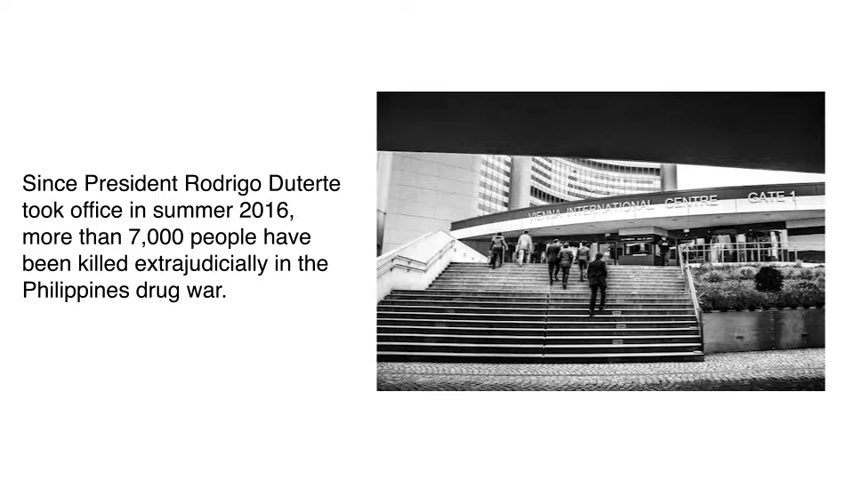 Since President Rodrigo Duterte
took office in summer 2016,
more than 7,000 people have
been killed extrajudicially in the
Philippines drug war.
VIENNA INTERNATIONAL CENTRE GATE 1